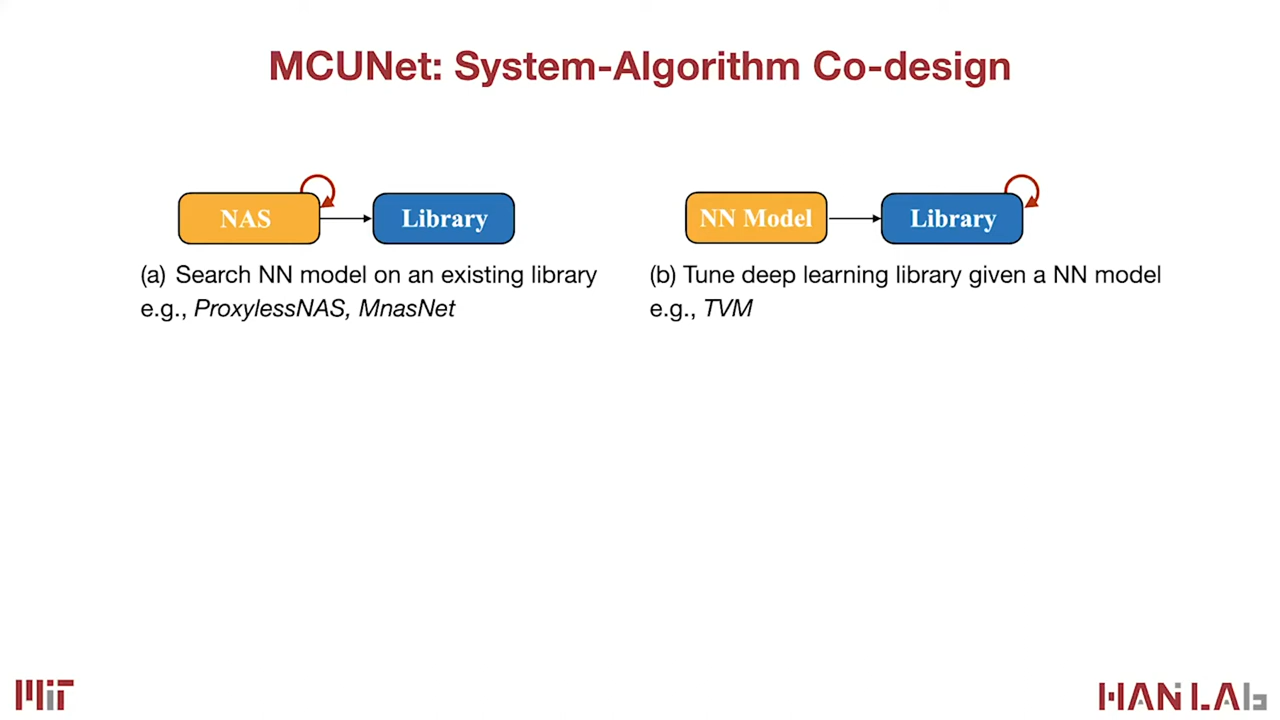 MCUNet: System-Algorithm Co-design
NAS
Library
NN Model
Library
(a) Search NN model on an existing library
e.g., ProxylessNAS, MnasNet
(b) Tune deep learning library given a NN model
e.g., TVM
MIT
HAN LAB